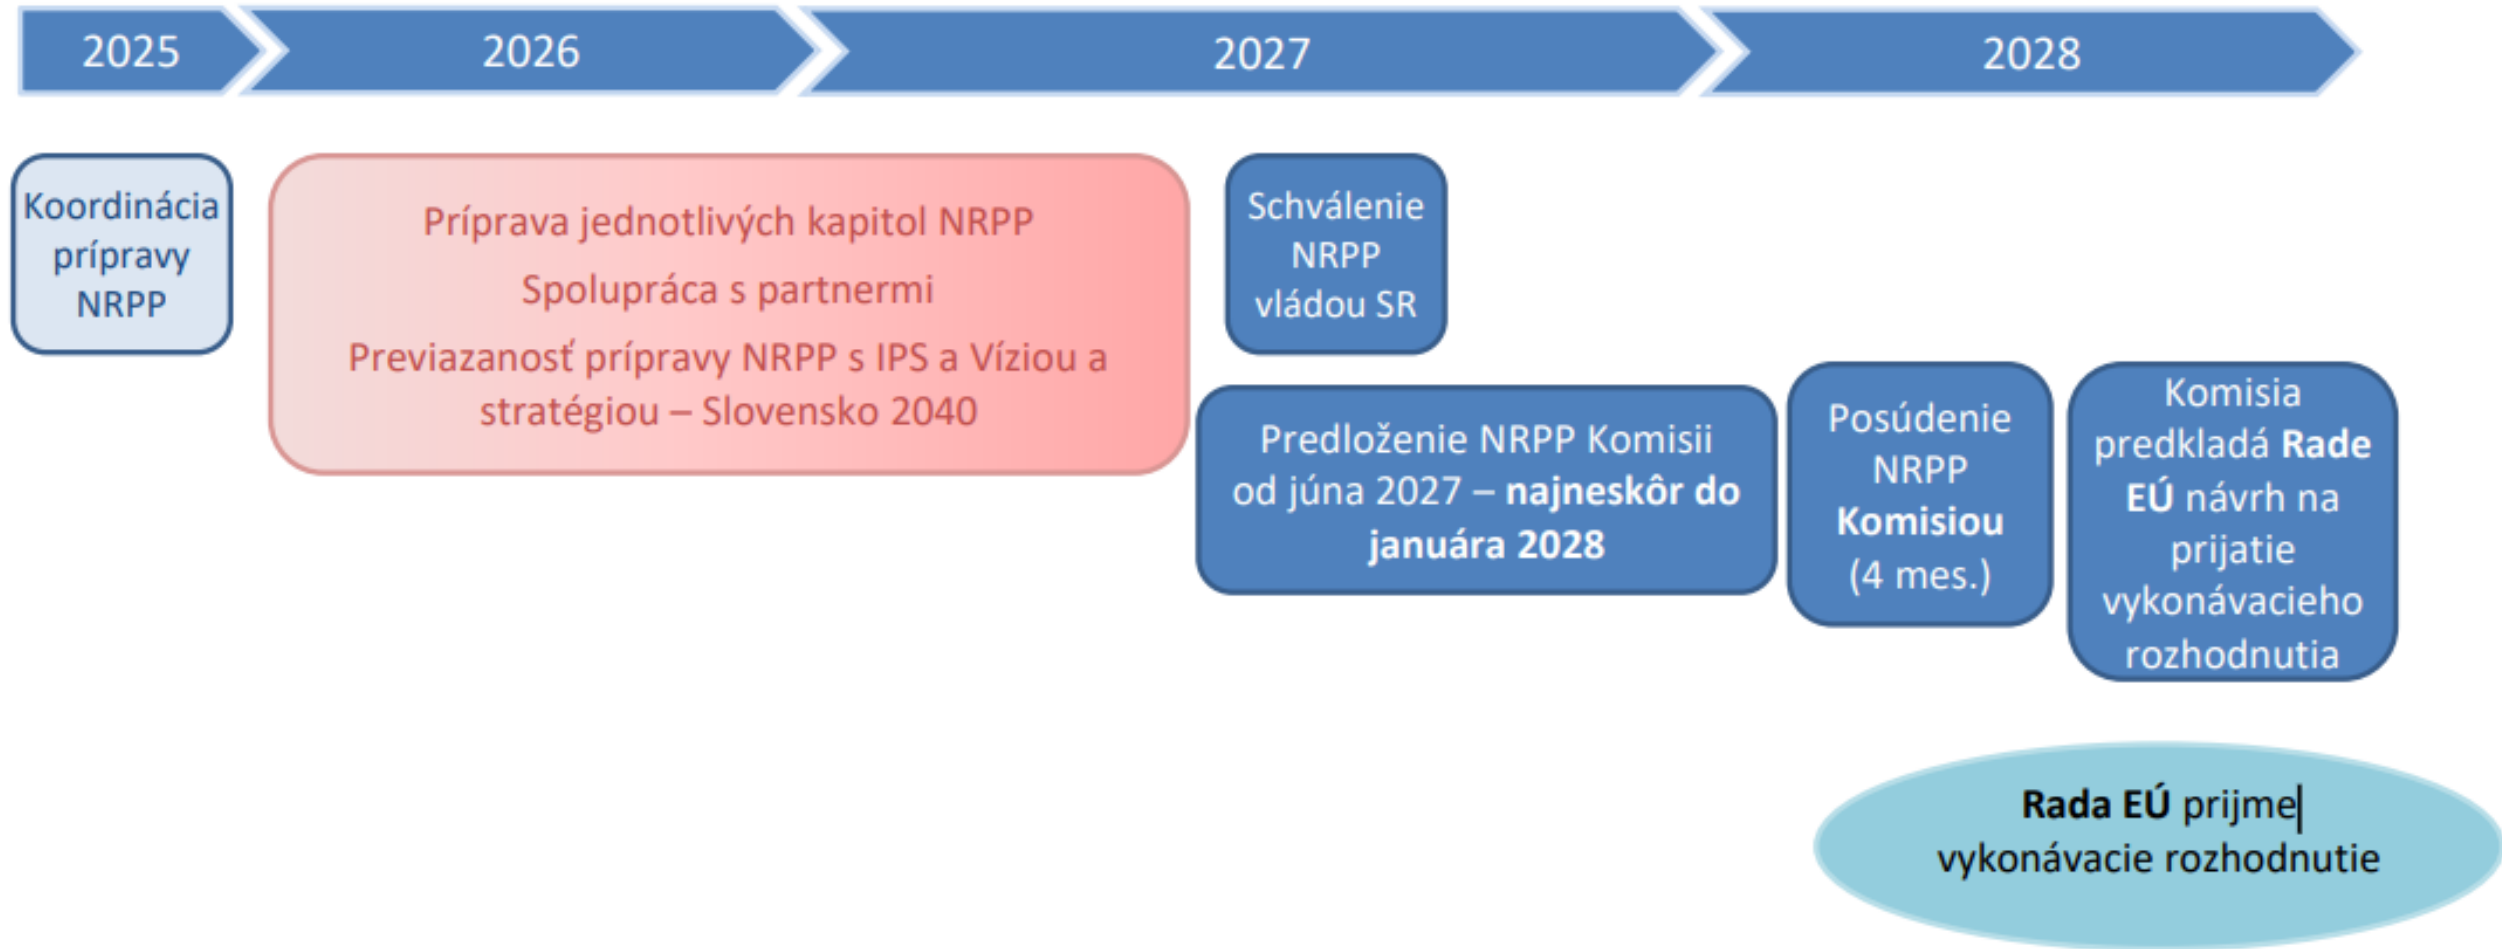 2025
2026
2027
2028
Koordinácia
prípravy
NRPP
Príprava jednotlivých kapitol NRPP
Spolupráca s partnermi
Previazanosť prípravy NRPP s IPS a Víziou a
stratégiou – Slovensko 2040
Schválenie
NRPP
vládou SR
Predloženie NRPP Komisii
od júna 2027 – najneskôr do
januára 2028
Posúdenie
NRPP
Komisiou
(4 mes.)
Komisia
predkladá Rade
EÚ návrh na
prijatie
vykonávacieho
rozhodnutia
Rada EÚ prijme
vykonávacie rozhodnutie